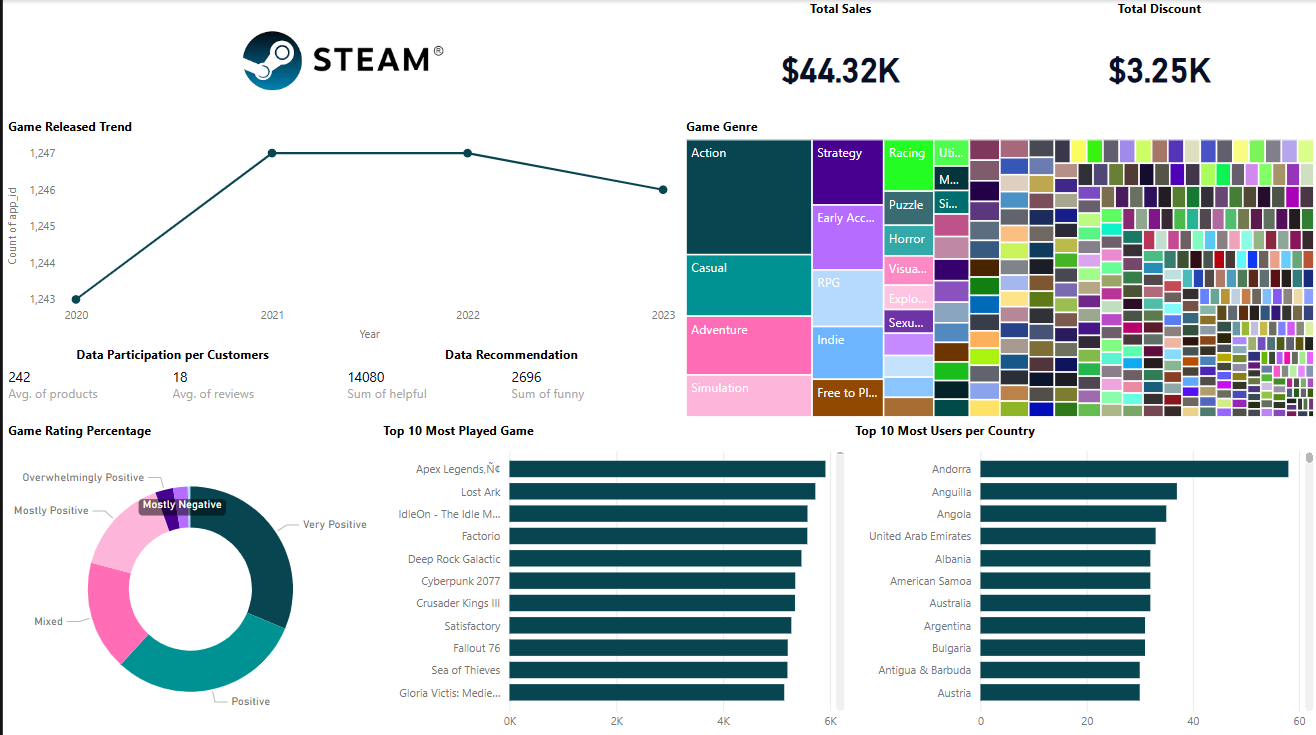 Total Sales
Total Discount
STEAM®
$44.32K
$3.25K
Game Released Trend
Game Genre
1,247
1,246
1,245
1,244
1,243
Count of app_id
2020
2021
2022
2023
Year
Action
Casual
Adventure
Simulation
Strategy
Early Acc...
RPG
Indie
Free to Pl...
Racing
Puzzle
Horror
Visua...
Explo...
Sexu...
Uti...
M...
Si...
Data Participation per Customers
Data Recommendation
242
18
14080
2696
Avg. of products
Avg. of reviews
Sum of helpful
Sum of funny
Game Rating Percentage
Overwhelmingly Positive
Mostly Positive
Mostly Negative
Very Positive
Mixed
Positive
Top 10 Most Played Game
Apex Legends‚Ñ¢
Lost Ark
IdleOn - The Idle M...
Factorio
Deep Rock Galactic
Cyberpunk 2077
Crusader Kings III
Satisfactory
Fallout 76
Sea of Thieves
Gloria Victis: Medie...
0K
2K
4K
6K
Top 10 Most Users per Country
Andorra
Anguilla
Angola
United Arab Emirates
Albania
American Samoa
Australia
Argentina
Bulgaria
Antigua & Barbuda
Austria
0
20
40
60